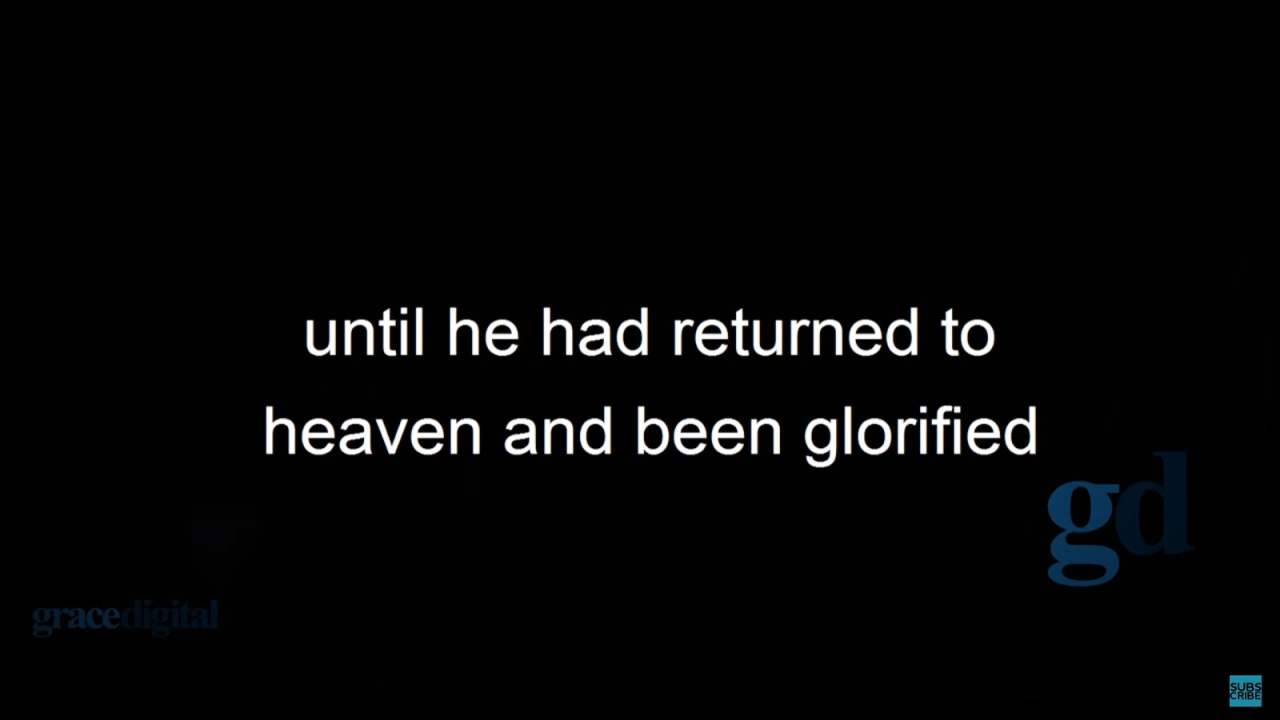 until he had returned to
heaven and been glorified
gd
gracedigital
SUBS
CRIBE